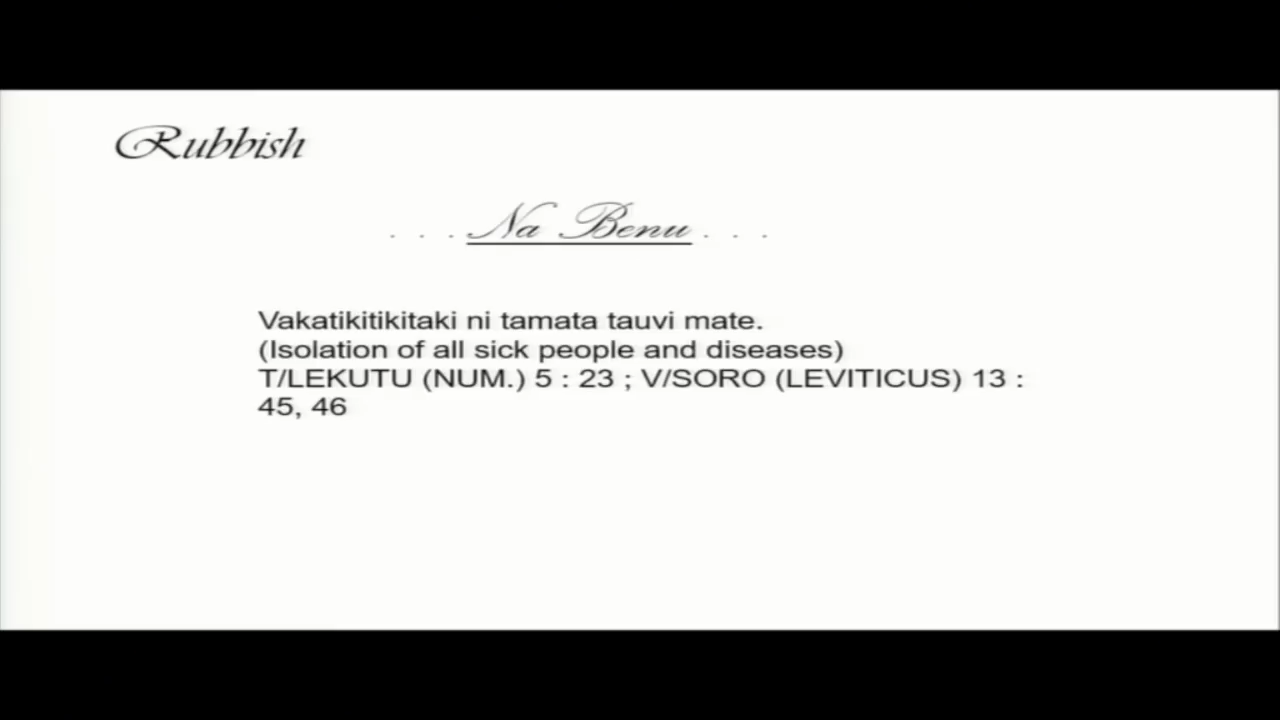 Rubbish
. . . Na Benu . . .
Vakatikitikitaki ni tamata tauvi mate.
(Isolation of all sick people and diseases)
T/LEKUTU (NUM.) 5 : 23 ; V/SORO (LEVITICUS) 13 :
45, 46